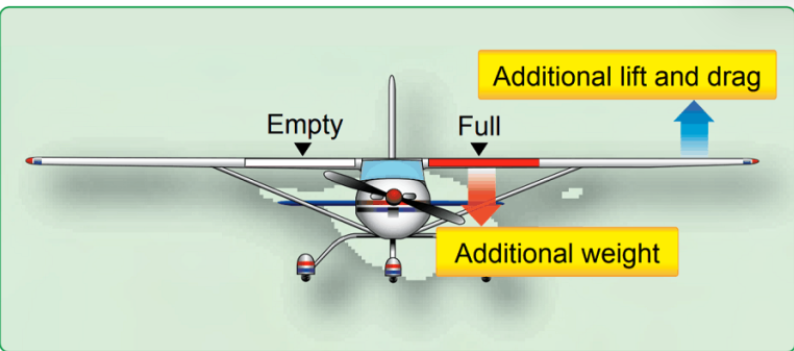 Additional lift and drag
Empty
Full
Additional weight